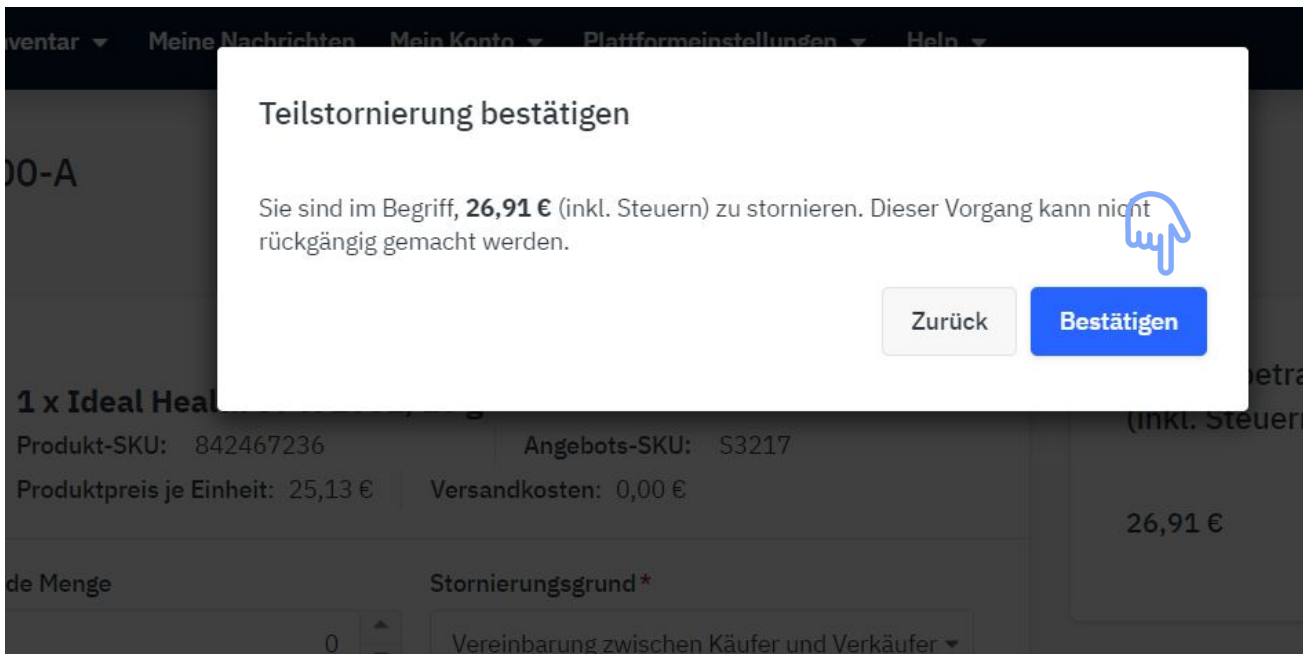 Meine Nachrichten Mein Konto Plattformeinstellungen Help
Teilstornierung bestätigen
00-A
Sie sind im Begriff, 26,91 € (inkl. Steuern) zu stornieren. Dieser Vorgang kann nicht
rückgängig gemacht werden.
Zurück Bestätigen
1 x Ideal
(inkl.
Produkt-SKU: 842467236 Angebots-SKU: S3217
Produktpreis je Einheit: 25,13 € Versandkosten: 0,00 €
26,91 €
de Menge Stornierungsgrund*
0 Vereinbarung zwischen Käufer und Verkäufer